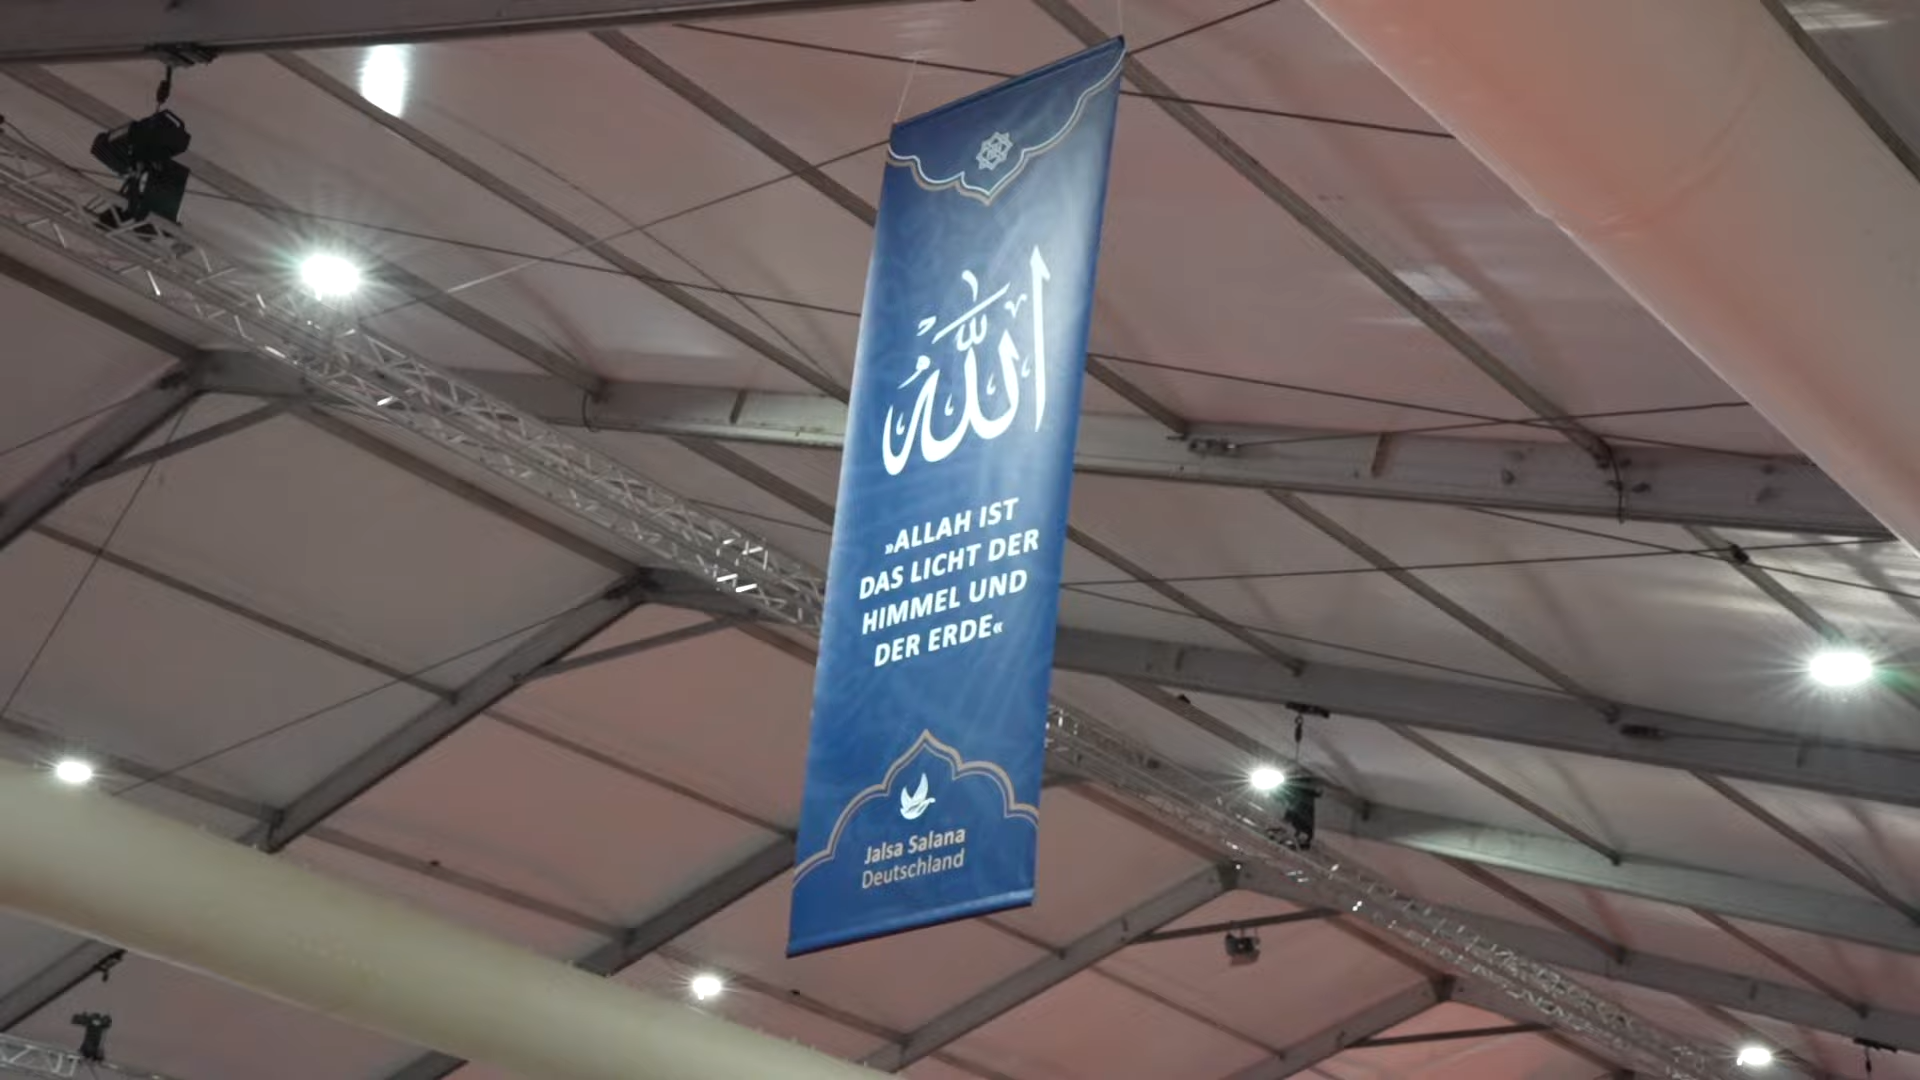 اللهُ
»ALLAH IST
DAS LICHT DER
HIMMEL UND
DER ERDE«
Jalsa Salana
Deutschland